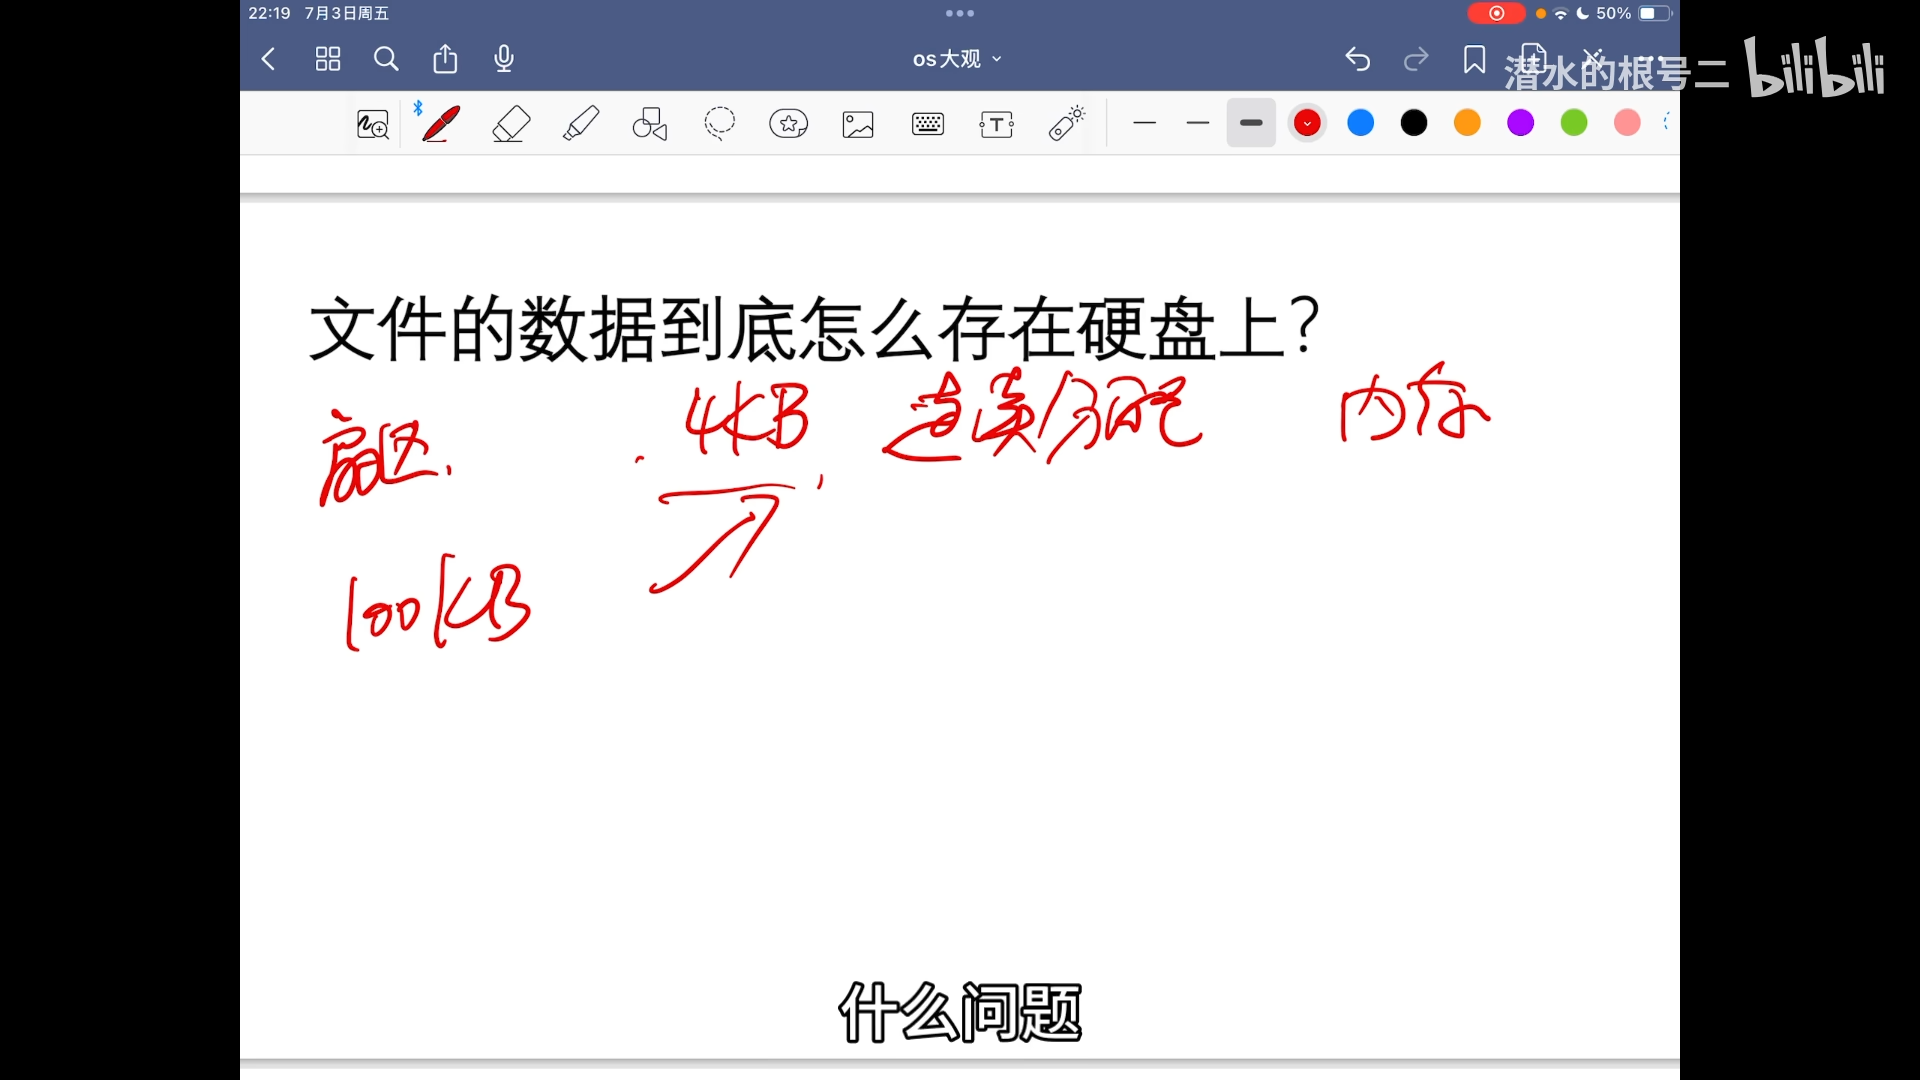 22:19 7月3日周五
50%
os大观
潜水的根号二 bilibili
文件的数据到底怎么存在硬盘上?
扇区. 4KB 连续分配 内存
100KB
什么问题